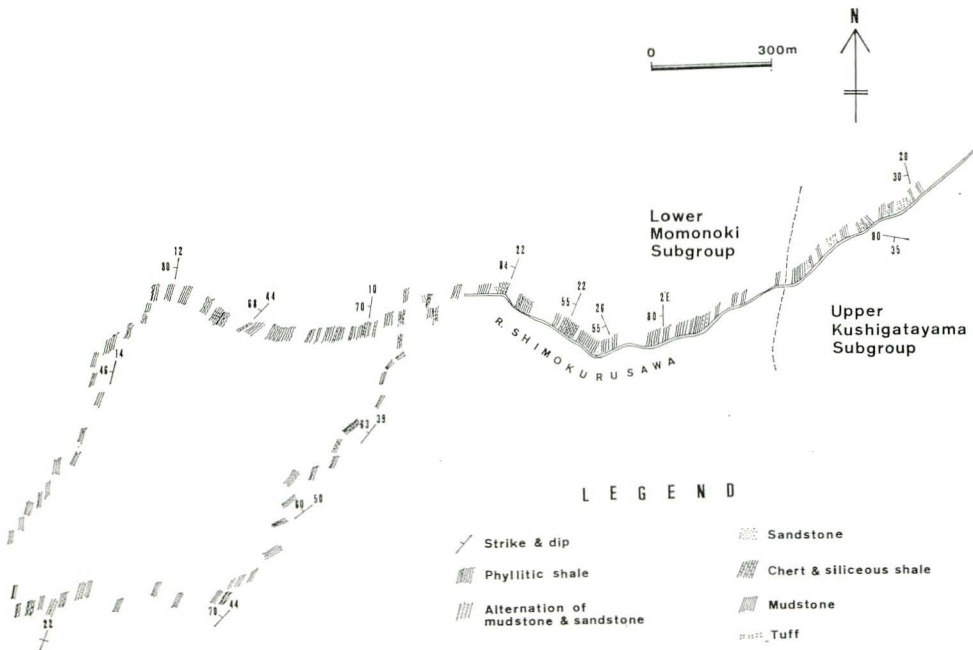 N
0 300m
20
30
Lower
Momonoki
Subgroup
80
35
Upper
Kushigatayama
Subgroup
12
80
22
84
44
68
10
70
22
55
26
55
2E
80
R. SHIMOKURUSAWA
14
46
63 39
60 50
70 44
22
LEGEND
Strike & dip
Phyllitic shale
Alternation of
mudstone & sandstone
Sandstone
Chert & siliceous shale
Mudstone
Tuff